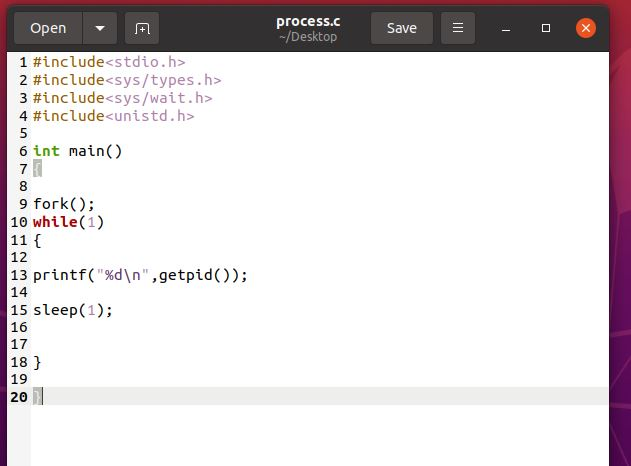 Open process.c Save
~/Desktop
1 #include<stdio.h>
2 #include<sys/types.h>
3 #include<sys/wait.h>
4 #include<unistd.h>
5
6 int main()
7 {
8
9 fork();
10 while(1)
11 {
12
13 printf("%d\n",getpid());
14
15 sleep(1);
16
17
18 }
19
20 }